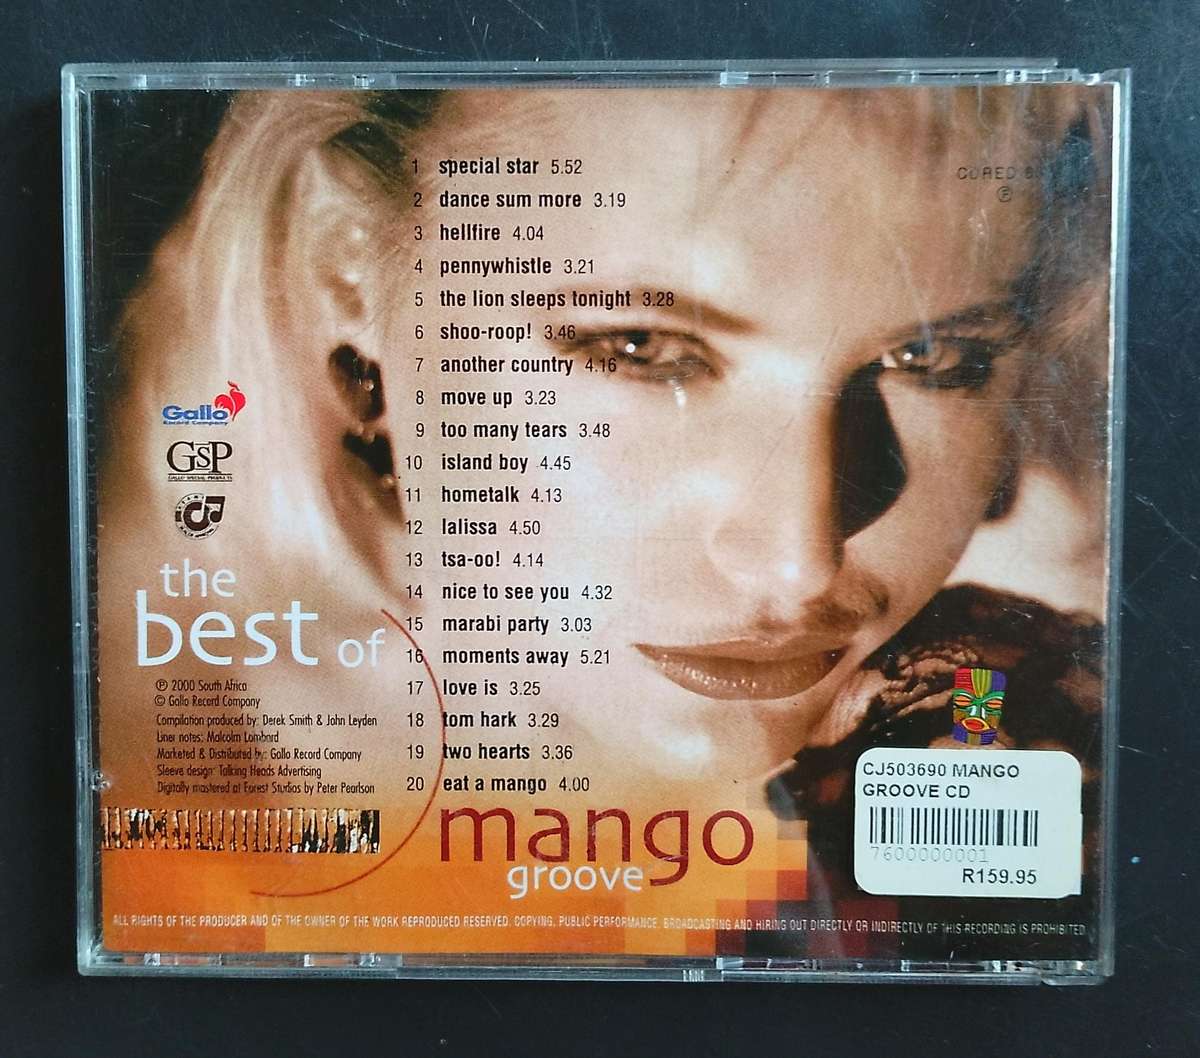 1 special star 5.52
2 dance sum more 3.19
3 hellfire 4.04
4 pennywhistle 3.21
5 the lion sleeps tonight 3.28
6 shoo-roop! 3.46
7 another country 4.16
8 move up 3.23
9 too many tears 3.48
10 island boy 4.45
11 hometalk 4.13
12 lalissa 4.50
13 tsa-oo! 4.14
14 nice to see you 4.32
15 marabi party 3.03
16 moments away 5.21
17 love is 3.25
18 tom hark 3.29
19 two hearts 3.36
20 eat a mango 4.00
CURED
℗
Gallo
Record Company
GSP
GALLO SPECIAL PRODUCTS
the
best of
℗ 2000 South Africa
© Gallo Record Company
Compilation produced by: Derek Smith & John Leyden
Liner notes: Malcolm Lombard
Marketed & Distributed by: Gallo Record Company
Sleeve design: Talking Heads Advertising
Digitally mastered at Forest Studios by Peter Pearlson
mango
groove
CJ503690 MANGO
GROOVE CD
7600000001
R159.95
ALL RIGHTS OF THE PRODUCER AND OF THE OWNER OF THE WORK REPRODUCED RESERVED. COPYING, PUBLIC PERFORMANCE, BROADCASTING AND HIRING OUT DIRECTLY OR INDIRECTLY OF THIS RECORDING IS PROHIBITED